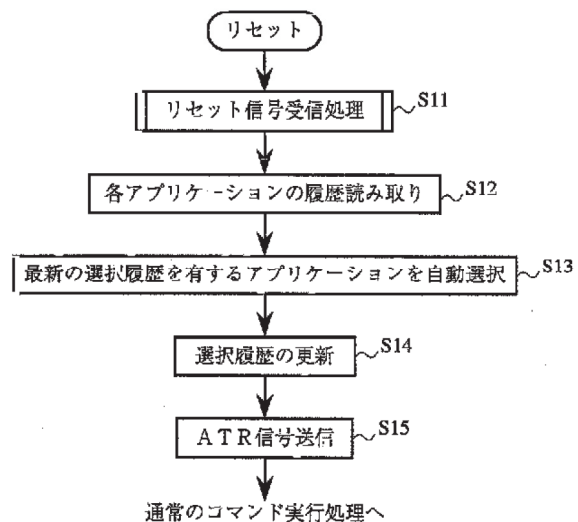 リセット
リセット信号受信処理
S11
各アプリケーションの履歴読み取り
S12
最新の選択履歴を有するアプリケーションを自動選択
S13
選択履歴の更新
S14
ATR信号送信
S15
通常のコマンド実行処理へ